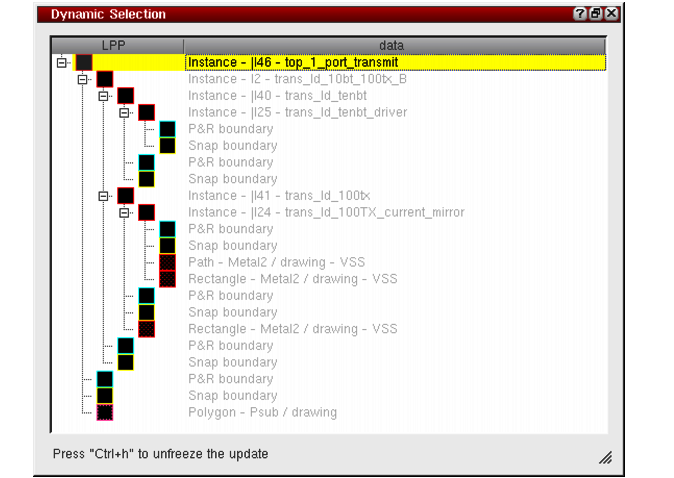 Dynamic Selection
LPP data
Instance - |I46 - top_1_port_transmit
Instance - I2 - trans_ld_10bt_100tx_B
Instance - |I40 - trans_ld_tenbt
Instance - |I25 - trans_ld_tenbt_driver
P&R boundary
Snap boundary
P&R boundary
Snap boundary
Instance - |I41 - trans_ld_100tx
Instance - |I24 - trans_ld_100TX_current_mirror
P&R boundary
Snap boundary
Path - Metal2 / drawing - VSS
Rectangle - Metal2 / drawing - VSS
P&R boundary
Snap boundary
Rectangle - Metal2 / drawing - VSS
P&R boundary
Snap boundary
P&R boundary
Snap boundary
Polygon - Psub / drawing
Press "Ctrl+h" to unfreeze the update